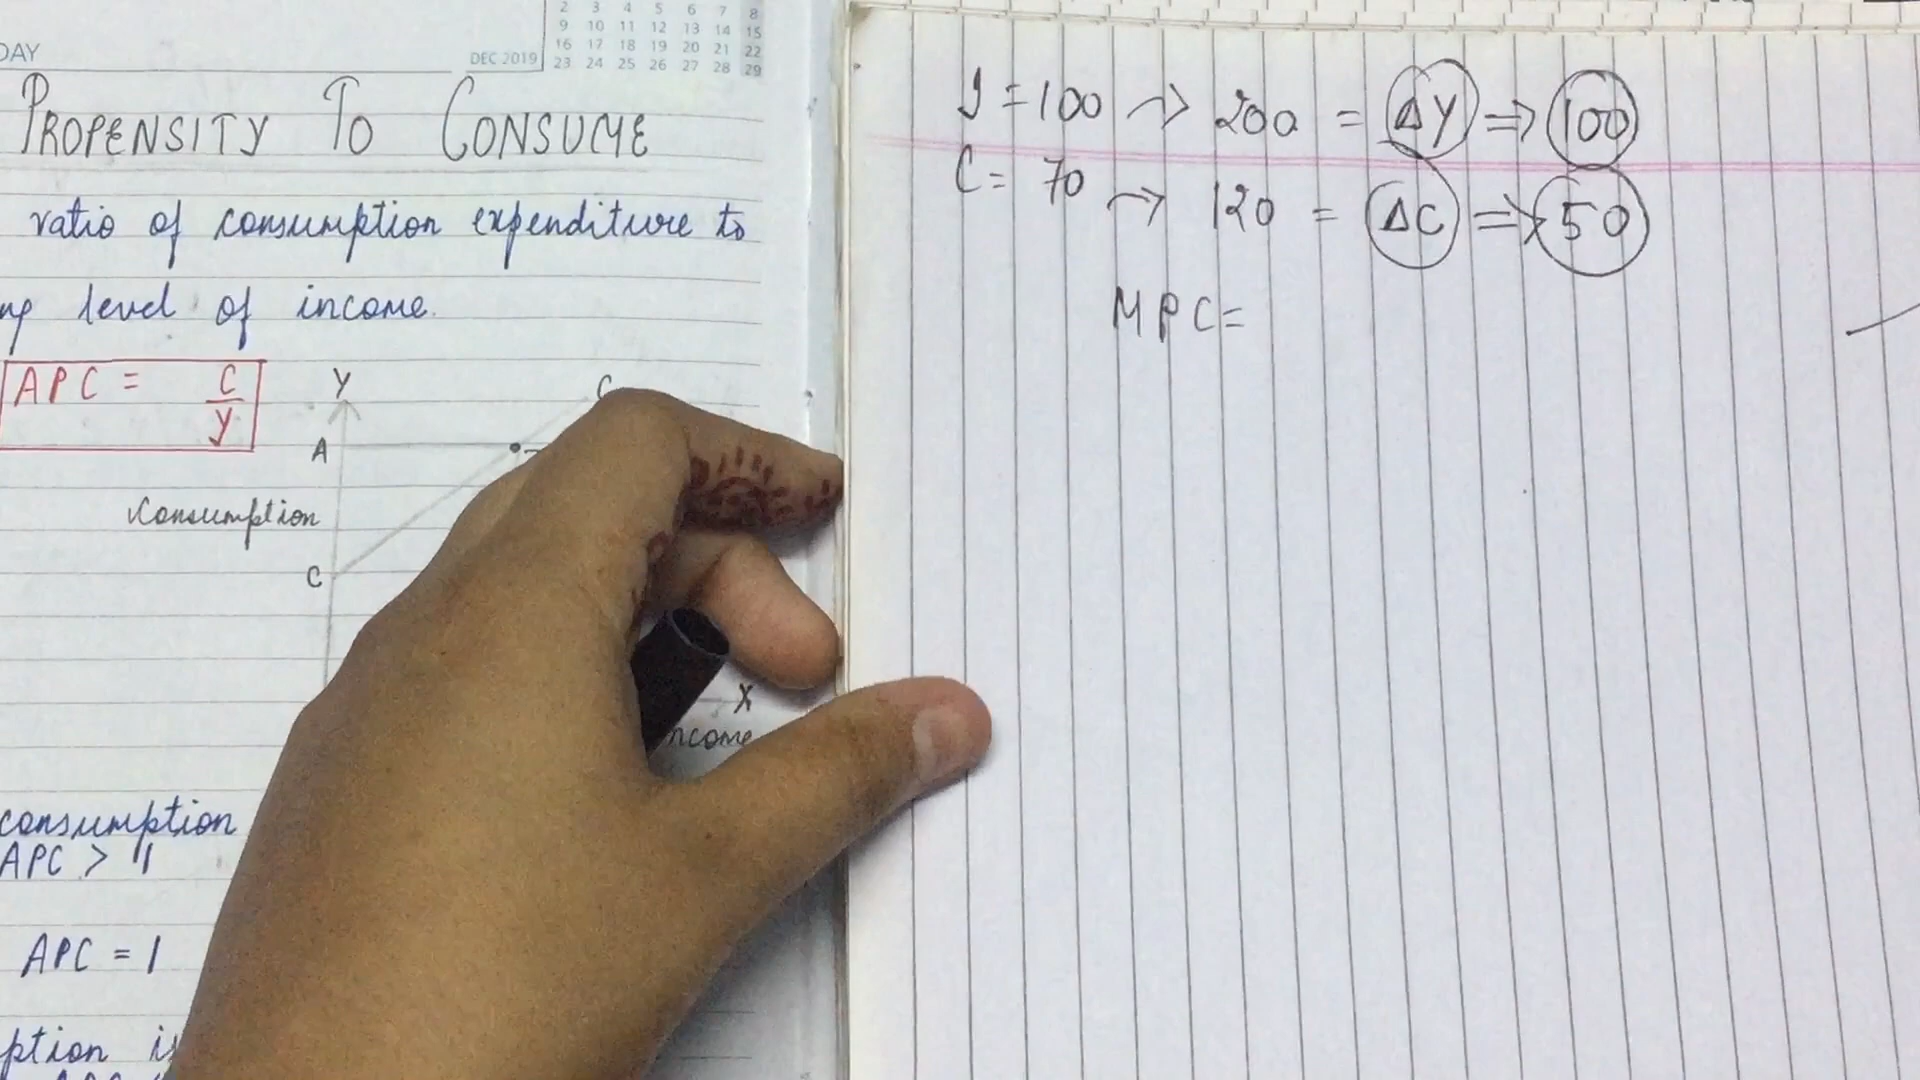 DAY
DEC 2019
2 3 4 5 6 7 8
9 10 11 12 13 14 15
16 17 18 19 20 21 22
23 24 25 26 27 28 29
PROPENSITY TO CONSUME
ratio of consumption expenditure to
level of income.
APC = C/Y
Y
C
A
Consumption
C
X
ncome
consumption
APC > 1
APC = 1
ption is
I = 100 → 200 = ΔY ⇒ 100
C = 70 → 120 = ΔC ⇒ 50
MPC =